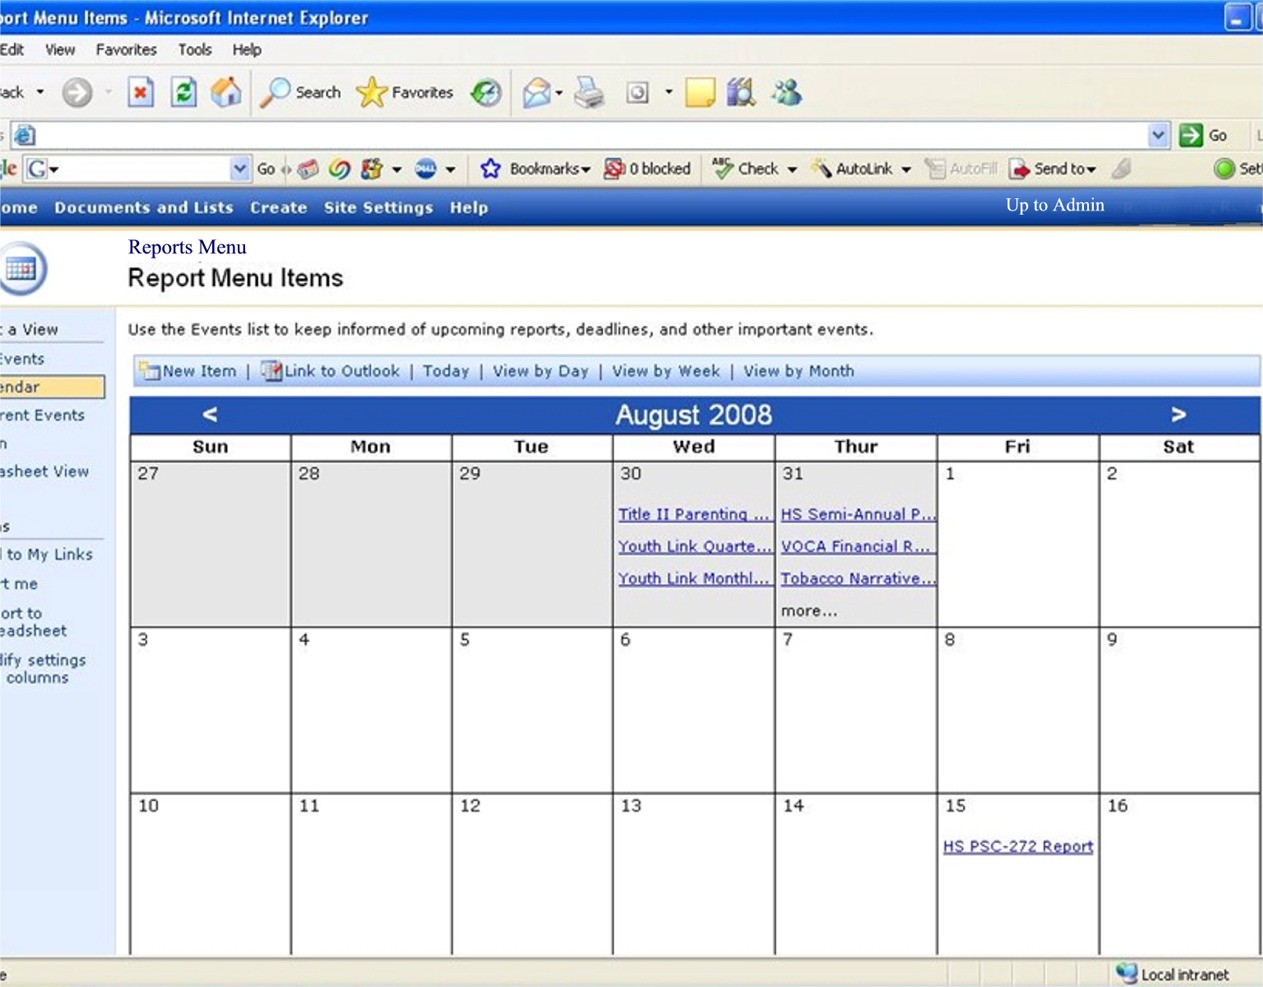 ort Menu Items - Microsoft Internet Explorer
Edit View Favorites Tools Help
ack Search Favorites
s Go L
le G Go 0 blocked Bookmarks Check AutoLink AutoFill Send to Sett
ome Documents and Lists Create Site Settings Help Up to Admin
Reports Menu
Report Menu Items
Use the Events list to keep informed of upcoming reports, deadlines, and other important events.
New Item | Link to Outlook | Today | View by Day | View by Week | View by Month
t a View
Events
endar
rent Events
n
asheet View
s
l to My Links
rt me
ort to
eadsheet
dify settings
columns
< August 2008 >
Sun Mon Tue Wed Thur Fri Sat
27 28 29 30 31 1 2
Title II Parenting ... HS Semi-Annual P...
Youth Link Quarte... VOCA Financial R...
Youth Link Monthl... Tobacco Narrative...
more...
3 4 5 6 7 8 9
10 11 12 13 14 15 16
HS PSC-272 Report
e Local intranet